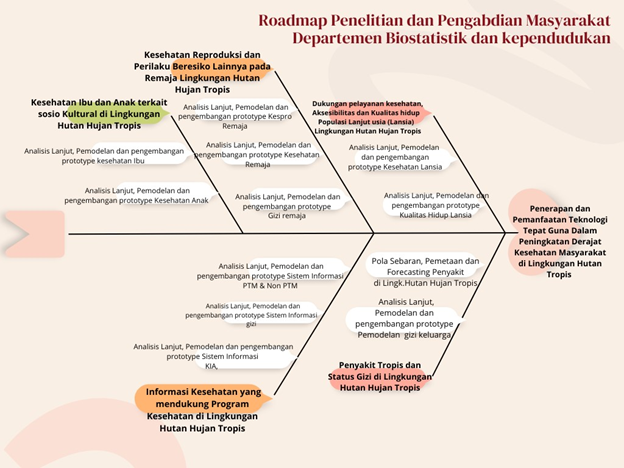 Roadmap Penelitian dan Pengabdian Masyarakat
Departemen Biostatistik dan kependudukan
Kesehatan Reproduksi dan
Perilaku Beresiko Lainnya pada
Remaja Lingkungan Hutan
Hujan Tropis
Kesehatan Ibu dan Anak terkait
sosio Kultural di Lingkungan
Hutan Hujan Tropis
Analisis Lanjut, Pemodelan dan
pengembangan prototype Kespro
Remaja
Dukungan pelayanan kesehatan,
Aksesibilitas dan Kualitas hidup
Populasi Lanjut usia (Lansia)
Lingkungan Hutan Hujan Tropis
Analisis Lanjut, Pemodelan dan pengembangan
prototype kesehatan Ibu
Analisis Lanjut, Pemodelan dan
pengembangan prototype Kesehatan
Remaja
Analisis Lanjut, Pemodelan
dan pengembangan
prototype Kesehatan Lansia
Analisis Lanjut, Pemodelan dan
pengembangan prototype Kesehatan Anak
Analisis Lanjut, Pemodelan dan
pengembangan prototype
Gizi remaja
Analisis Lanjut, Pemodelan dan
pengembangan prototype
Kualitas Hidup Lansia
Penerapan dan
Pemanfaatan Teknologi
Tepat Guna Dalam
Peningkatan Derajat
Kesehatan Masyarakat
di Lingkungan Hutan
Tropis
Analisis Lanjut, Pemodelan dan
pengembangan prototype Sistem Informasi
PTM & Non PTM
Pola Sebaran, Pemetaan dan
Forecasting Penyakit
di Lingk.Hutan Hujan Tropis
Analisis Lanjut, Pemodelan dan
pengembangan prototype Sistem Informasi
gizi
Analisis Lanjut,
Pemodelan dan
pengembangan prototype
Pemodelan gizi keluarga
Analisis Lanjut, Pemodelan dan pengembangan
prototype Sistem Informasi
KIA,
Penyakit Tropis dan
Status Gizi di Lingkungan
Hutan Hujan Tropis
Informasi Kesehatan yang
mendukung Program
Kesehatan di Lingkungan
Hutan Hujan Tropis